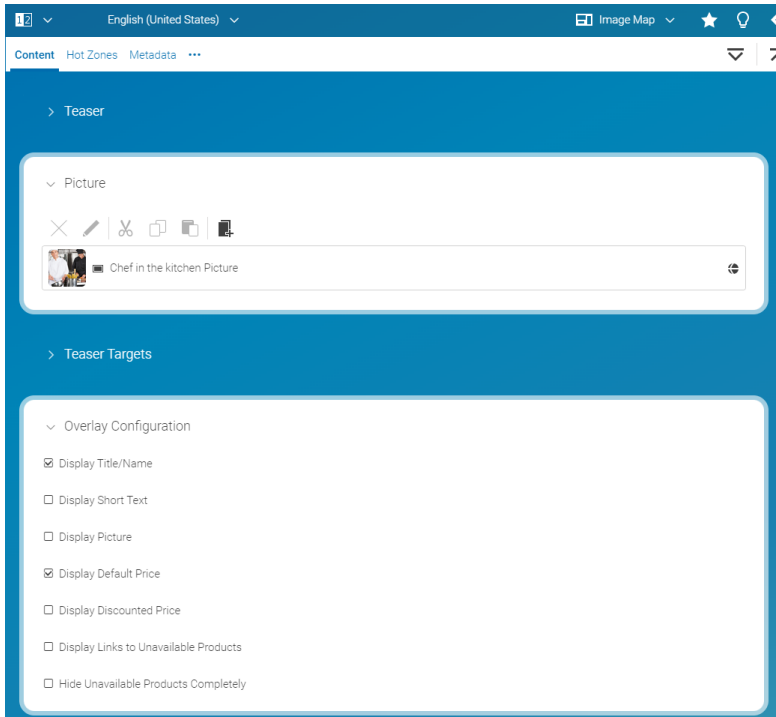 12 English (United States) Image Map
Content Hot Zones Metadata •••
Teaser
Picture
Chef in the kitchen Picture
Teaser Targets
Overlay Configuration
Display Title/Name
Display Short Text
Display Picture
Display Default Price
Display Discounted Price
Display Links to Unavailable Products
Hide Unavailable Products Completely